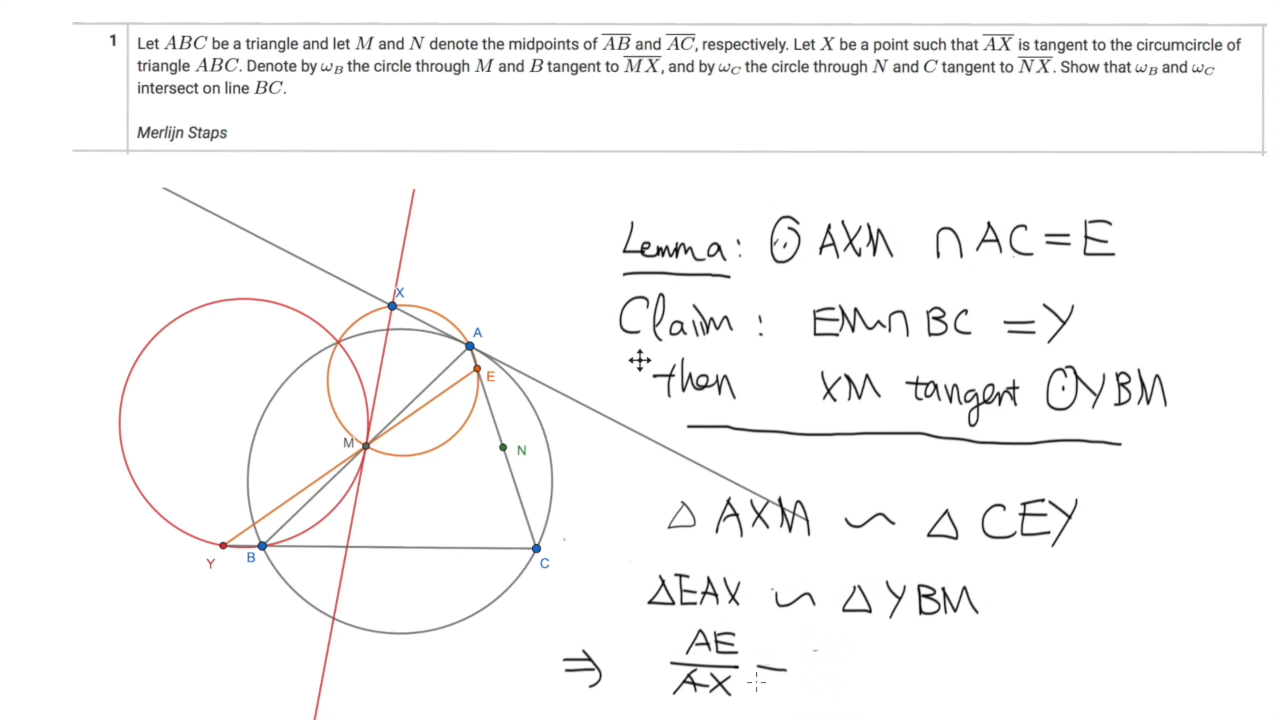 1 Let ABC be a triangle and let M and N denote the midpoints of AB and AC, respectively. Let X be a point such that AX is tangent to the circumcircle of
triangle ABC. Denote by ω_B the circle through M and B tangent to MX, and by ω_C the circle through N and C tangent to NX. Show that ω_B and ω_C
intersect on line BC.
Merlijn Staps
Lemma: ⊙ AXM ∩ AC = E
Claim: EM ∩ BC = Y
then XM tangent ⊙YBM
△ AXM ∽ △ CEY
△EAX ∽ △ YBM
⇒ AE/AX =
X
A
E
M
N
Y
B
C